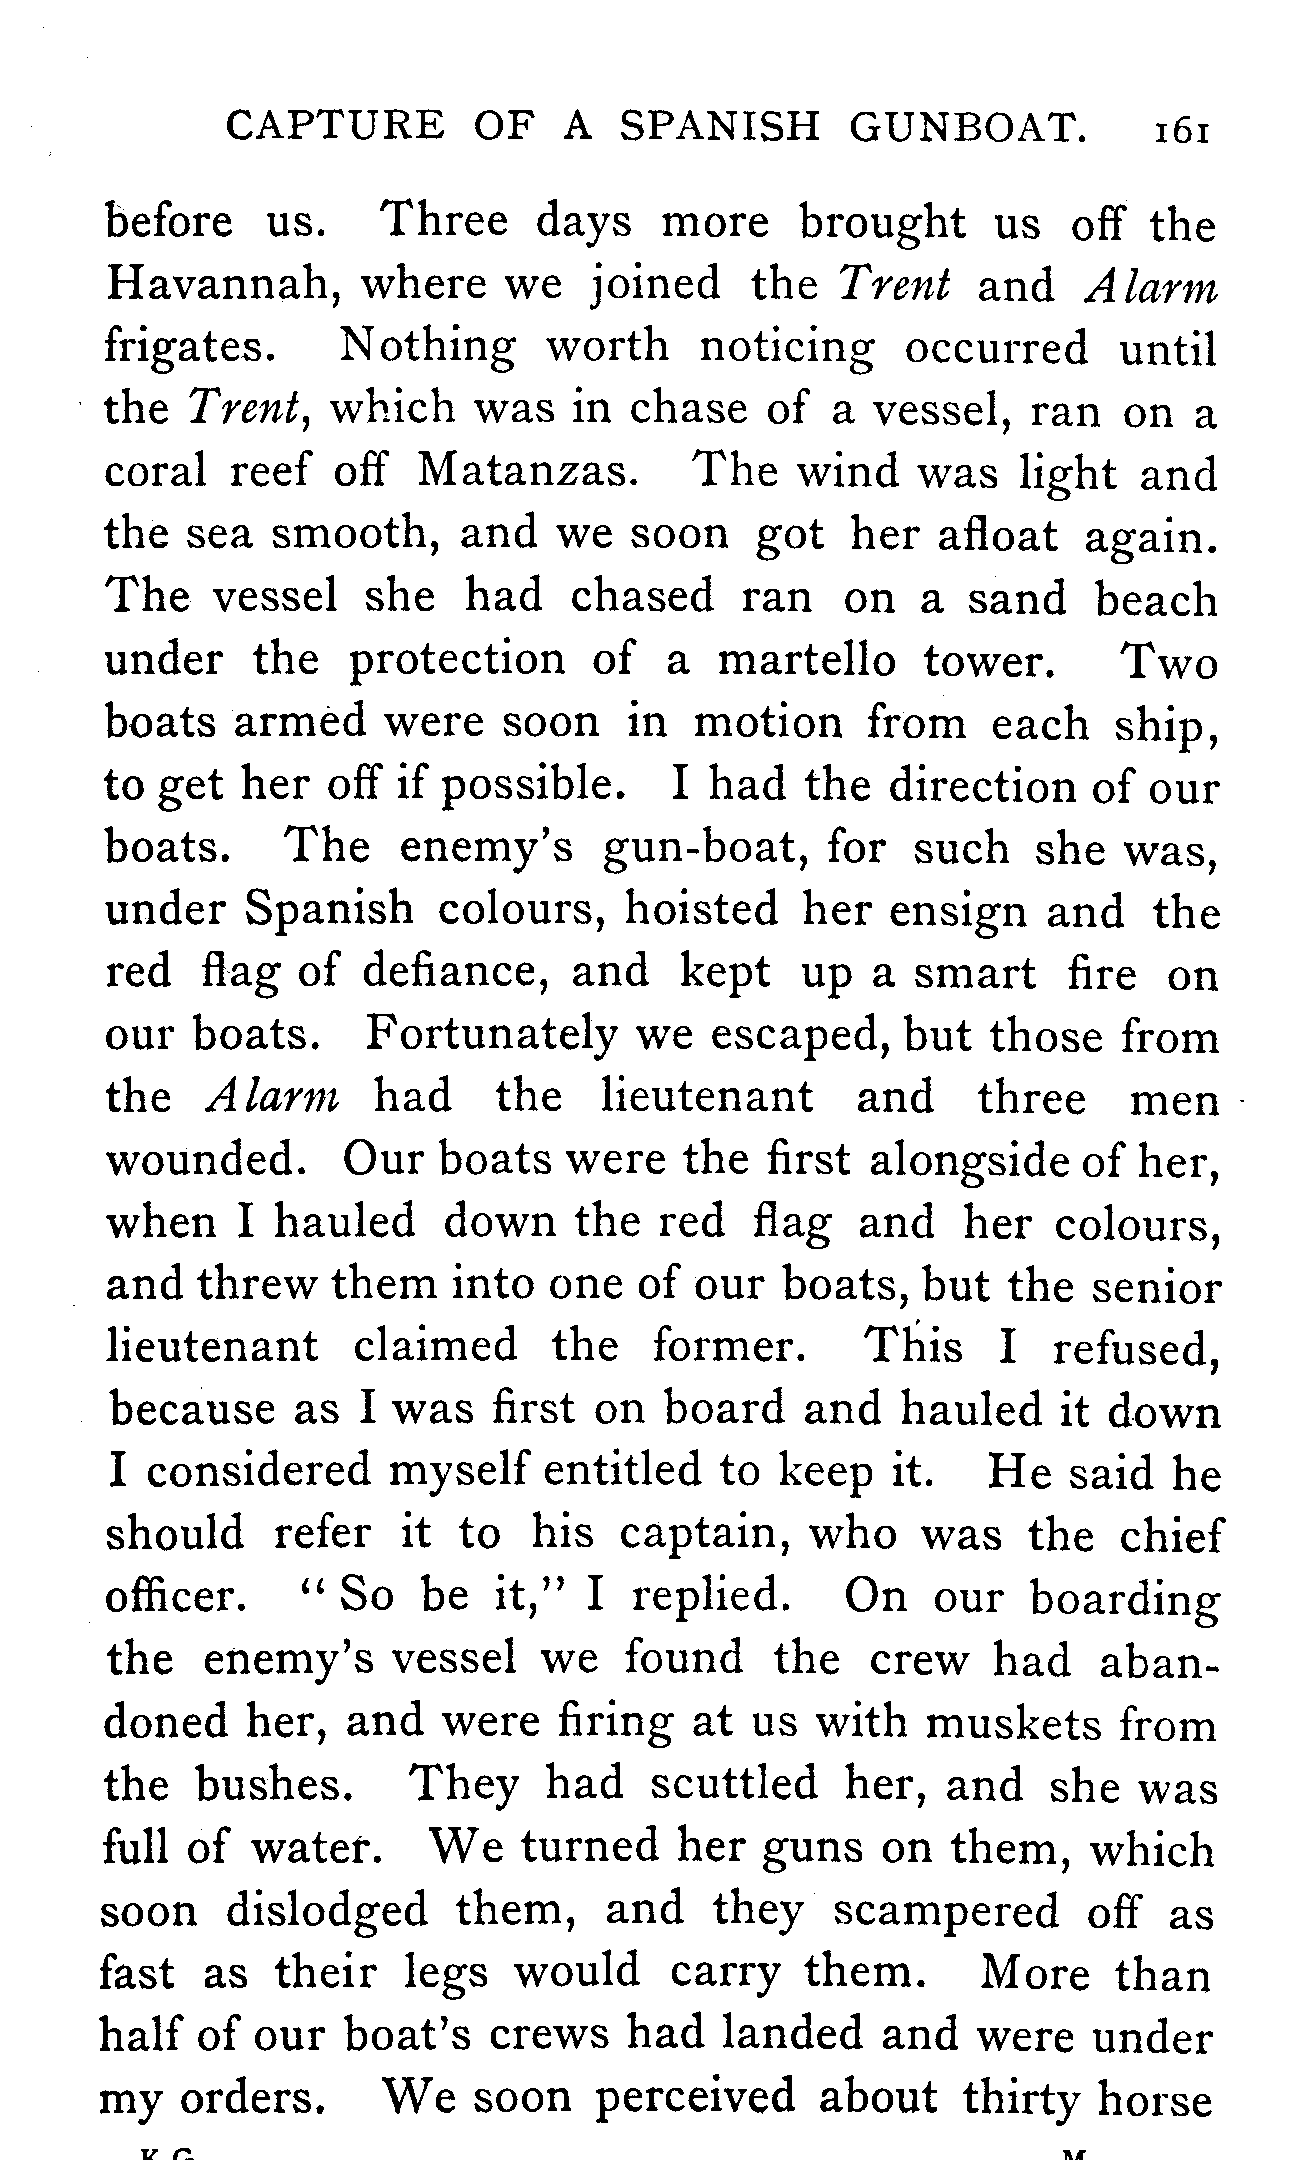 CAPTURE OF A SPANISH GUNBOAT. 161
before us. Three days more brought us off the
Havannah, where we joined the Trent and Alarm
frigates. Nothing worth noticing occurred until
the Trent, which was in chase of a vessel, ran on a
coral reef off Matanzas. The wind was light and
the sea smooth, and we soon got her afloat again.
The vessel she had chased ran on a sand beach
under the protection of a martello tower. Two
boats armed were soon in motion from each ship,
to get her off if possible. I had the direction of our
boats. The enemy's gun-boat, for such she was,
under Spanish colours, hoisted her ensign and the
red flag of defiance, and kept up a smart fire on
our boats. Fortunately we escaped, but those from
the Alarm had the lieutenant and three men
wounded. Our boats were the first alongside of her,
when I hauled down the red flag and her colours,
and threw them into one of our boats, but the senior
lieutenant claimed the former. This I refused,
because as I was first on board and hauled it down
I considered myself entitled to keep it. He said he
should refer it to his captain, who was the chief
officer. "So be it," I replied. On our boarding
the enemy's vessel we found the crew had aban-
doned her, and were firing at us with muskets from
the bushes. They had scuttled her, and she was
full of water. We turned her guns on them, which
soon dislodged them, and they scampered off as
fast as their legs would carry them. More than
half of our boat's crews had landed and were under
my orders. We soon perceived about thirty horse
K.G. M